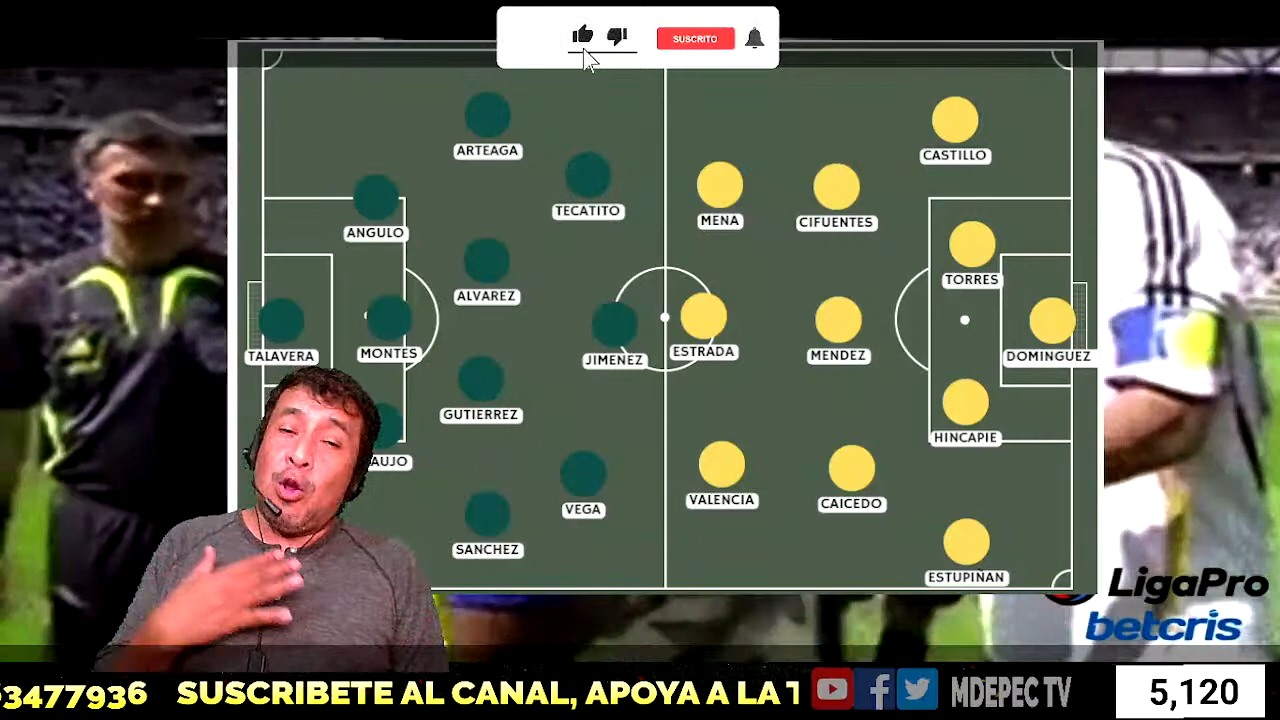 SUSCRITO
ARTEAGA
CASTILLO
TECATITO
MENA
CIFUENTES
ANGULO
TORRES
ALVAREZ
TALAVERA
MONTES
JIMENEZ
ESTRADA
MENDEZ
DOMINGUEZ
GUTIERREZ
HINCAPIE
AUJO
VEGA
VALENCIA
CAICEDO
SANCHEZ
ESTUPIÑAN
LigaPro
betcris
63477936 SUSCRIBETE AL CANAL, APOYA A LA T
MDEPEC TV
5,120